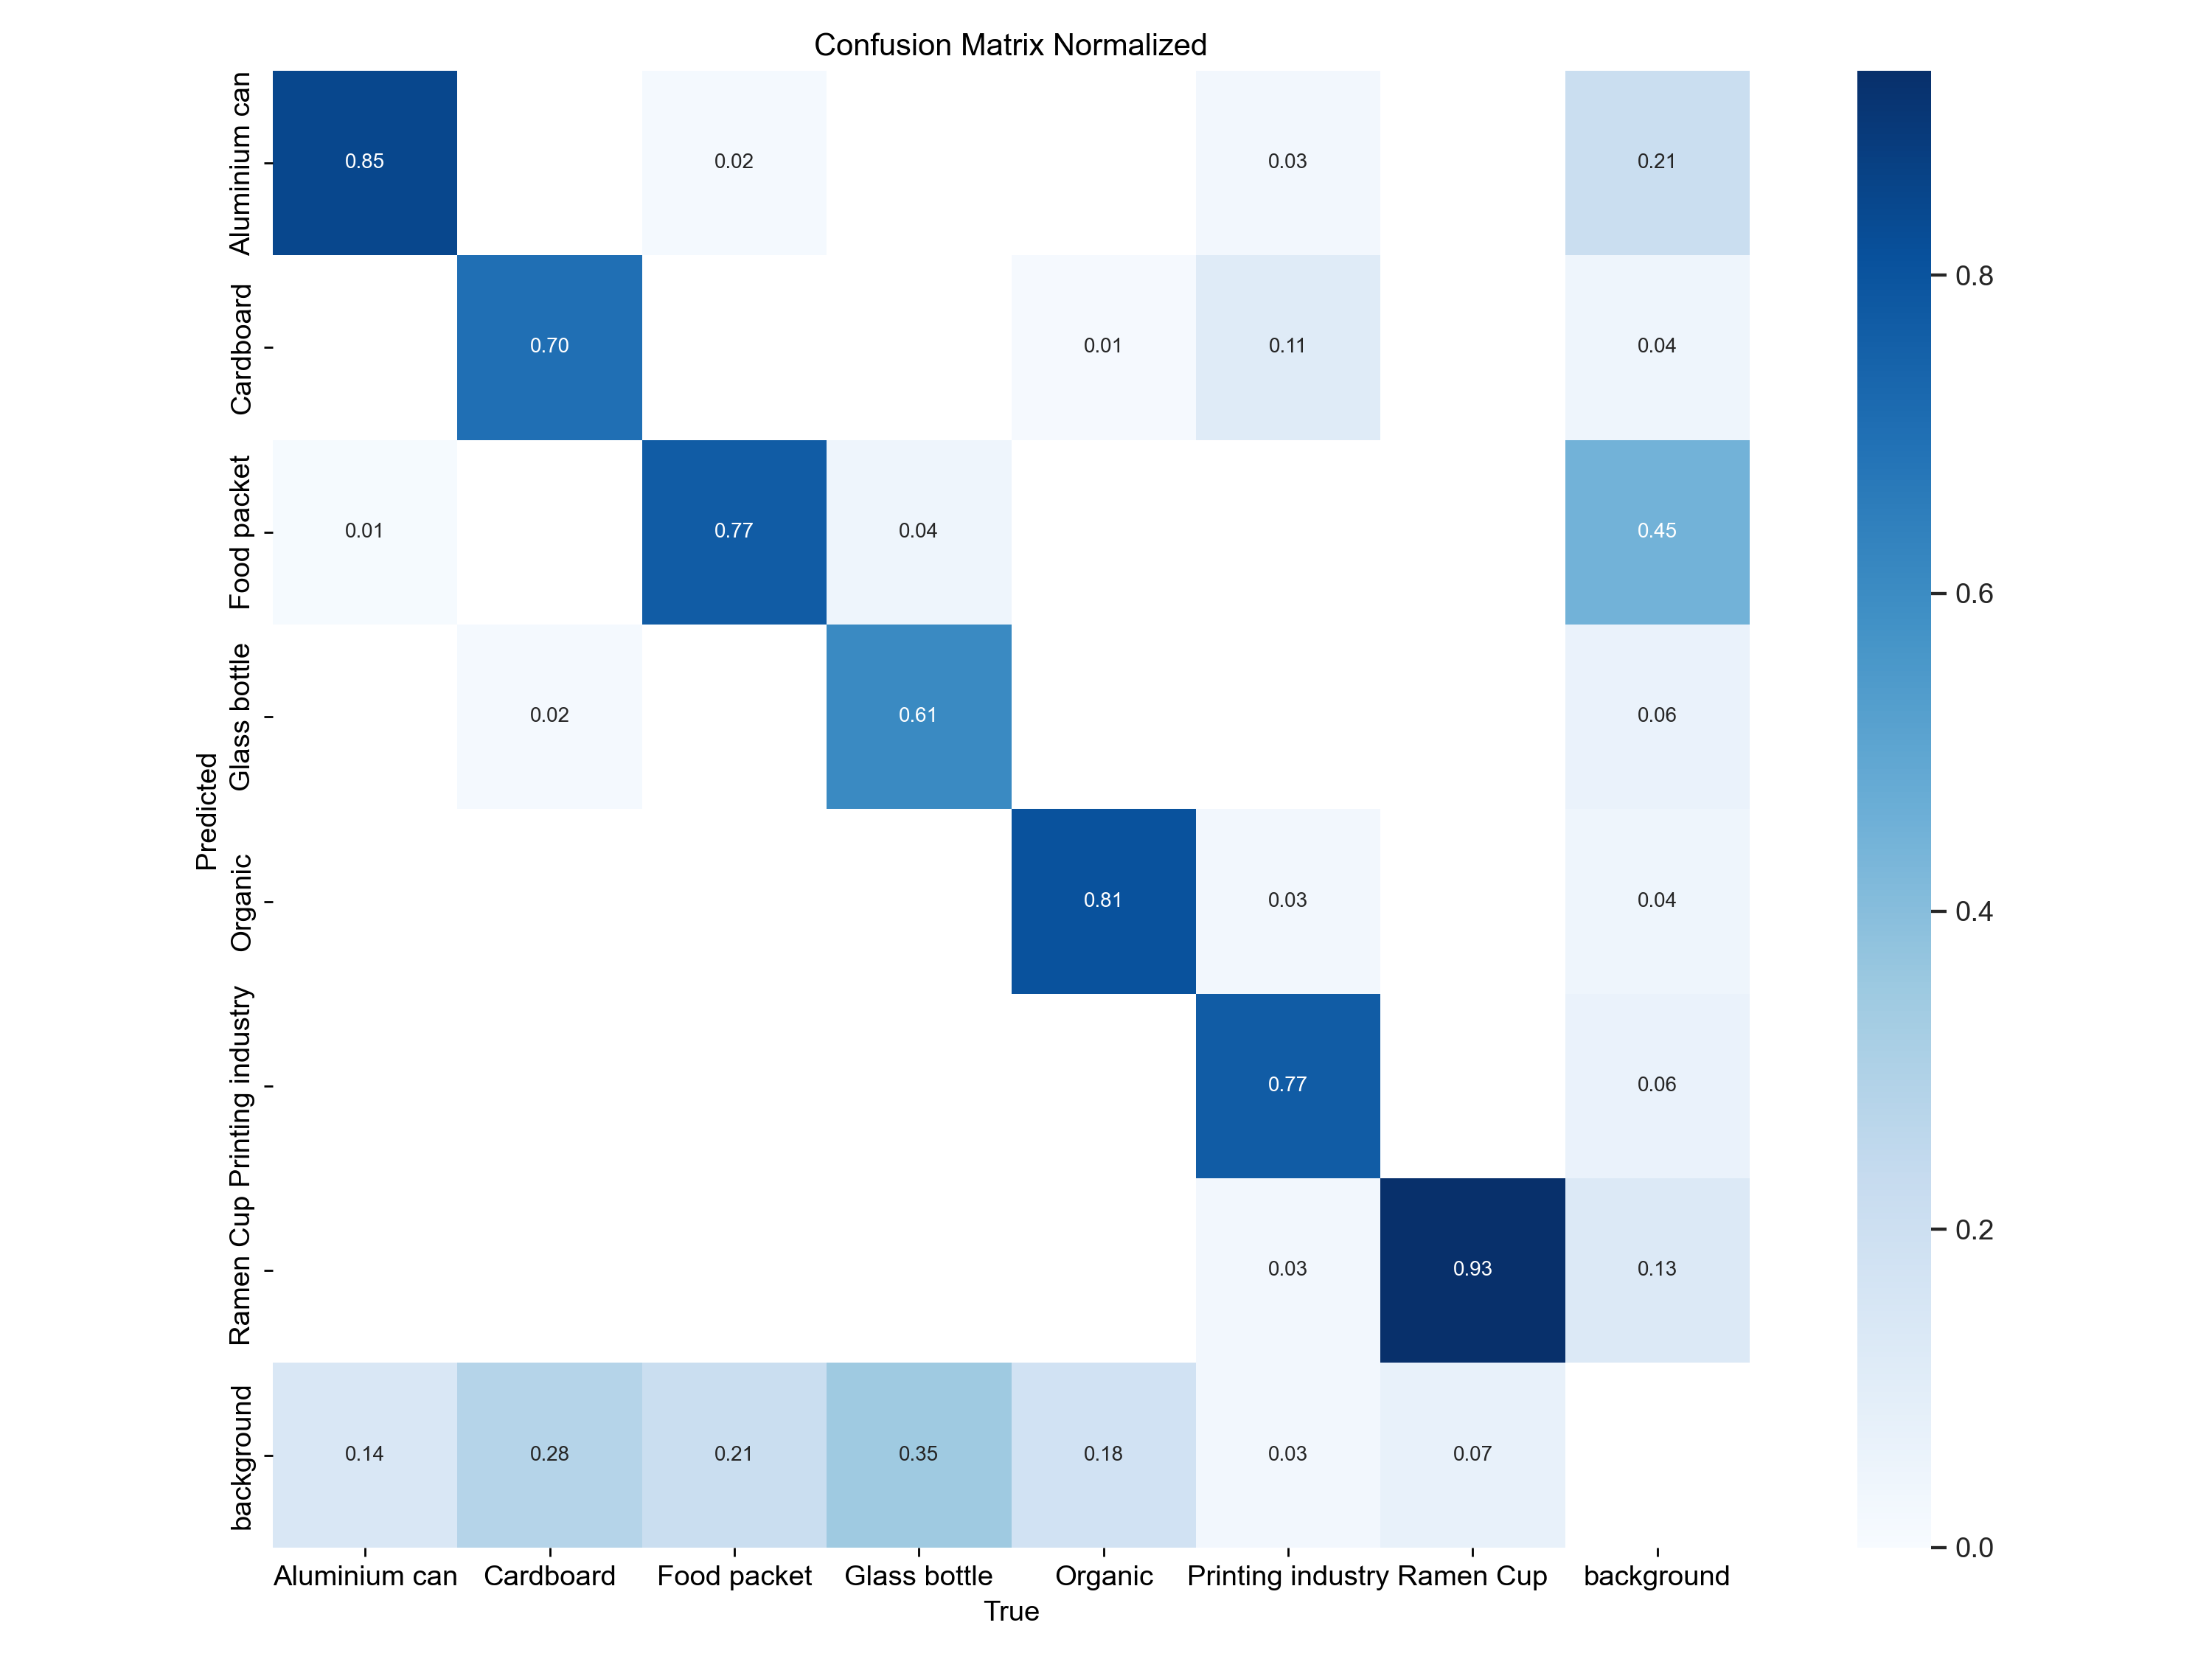 Confusion Matrix Normalized
Predicted
Aluminium can 0.85 0.02 0.03 0.21
Cardboard 0.70 0.01 0.11 0.04
Food packet 0.01 0.77 0.04 0.45
Glass bottle 0.02 0.61 0.06
Organic 0.81 0.03 0.04
Printing industry 0.77 0.06
Ramen Cup 0.03 0.93 0.13
background 0.14 0.28 0.21 0.35 0.18 0.03 0.07
Aluminium can Cardboard Food packet Glass bottle Organic Printing industry Ramen Cup background
True
0.8
0.6
0.4
0.2
0.0